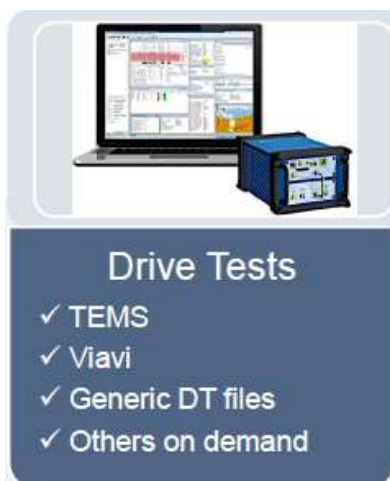 Drive Tests
✓ TEMS
✓ Viavi
✓ Generic DT files
✓ Others on demand